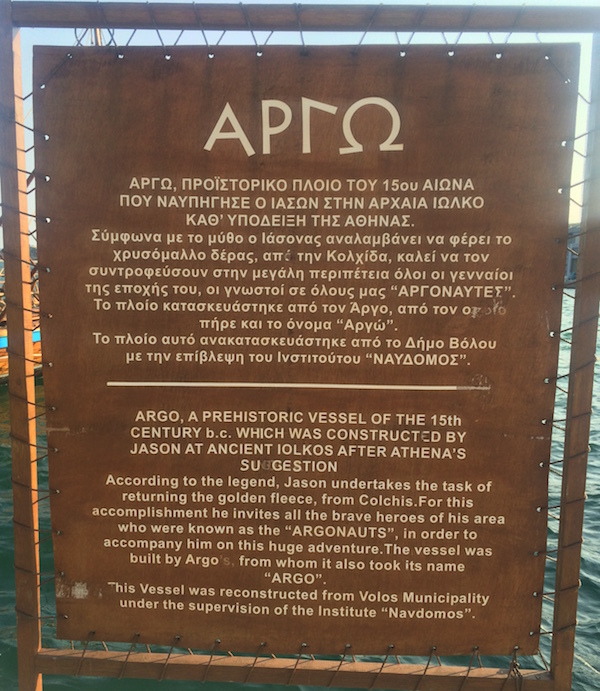 ΑΡΓΩ
ΑΡΓΩ, ΠΡΟΪΣΤΟΡΙΚΟ ΠΛΟΙΟ ΤΟΥ 15ου ΑΙΩΝΑ
ΠΟΥ ΝΑΥΠΗΓΗΣΕ Ο ΙΑΣΩΝ ΣΤΗΝ ΑΡΧΑΙΑ ΙΩΛΚΟ
ΚΑΘ’ ΥΠΟΔΕΙΞΗ ΤΗΣ ΑΘΗΝΑΣ.
Σύμφωνα με το μύθο ο Ιάσονας αναλαμβάνει να φέρει το
χρυσόμαλλο δέρας, από την Κολχίδα, καλεί να τον
συντροφεύσουν στην μεγάλη περιπέτεια όλοι οι γενναίοι
της εποχής του, οι γνωστοί σε όλους μας “ΑΡΓΟΝΑΥΤΕΣ”.
Το πλοίο κατασκευάστηκε από τον Άργο, από τον οποίο
πήρε και το όνομα “Αργώ”.
Το πλοίο αυτό ανακατασκευάστηκε από το Δήμο Βόλου
με την επίβλεψη του Ινστιτούτου “ΝΑΥΔΟΜΟΣ”.
ARGO, A PREHISTORIC VESSEL OF THE 15th
CENTURY b.c. WHICH WAS CONSTRUCTED BY
JASON AT ANCIENT IOLKOS AFTER ATHENA’S
SUGGESTION
According to the legend, Jason undertakes the task of
returning the golden fleece, from Colchis.For this
accomplishment he invites all the brave heroes of his area
who were known as the “ARGONAUTS”, in order to
accompany him on this huge adventure.The vessel was
built by Argo's, from whom it also took its name
“ARGO”.
This Vessel was reconstructed from Volos Municipality
under the supervision of the Institute “Navdomos”.